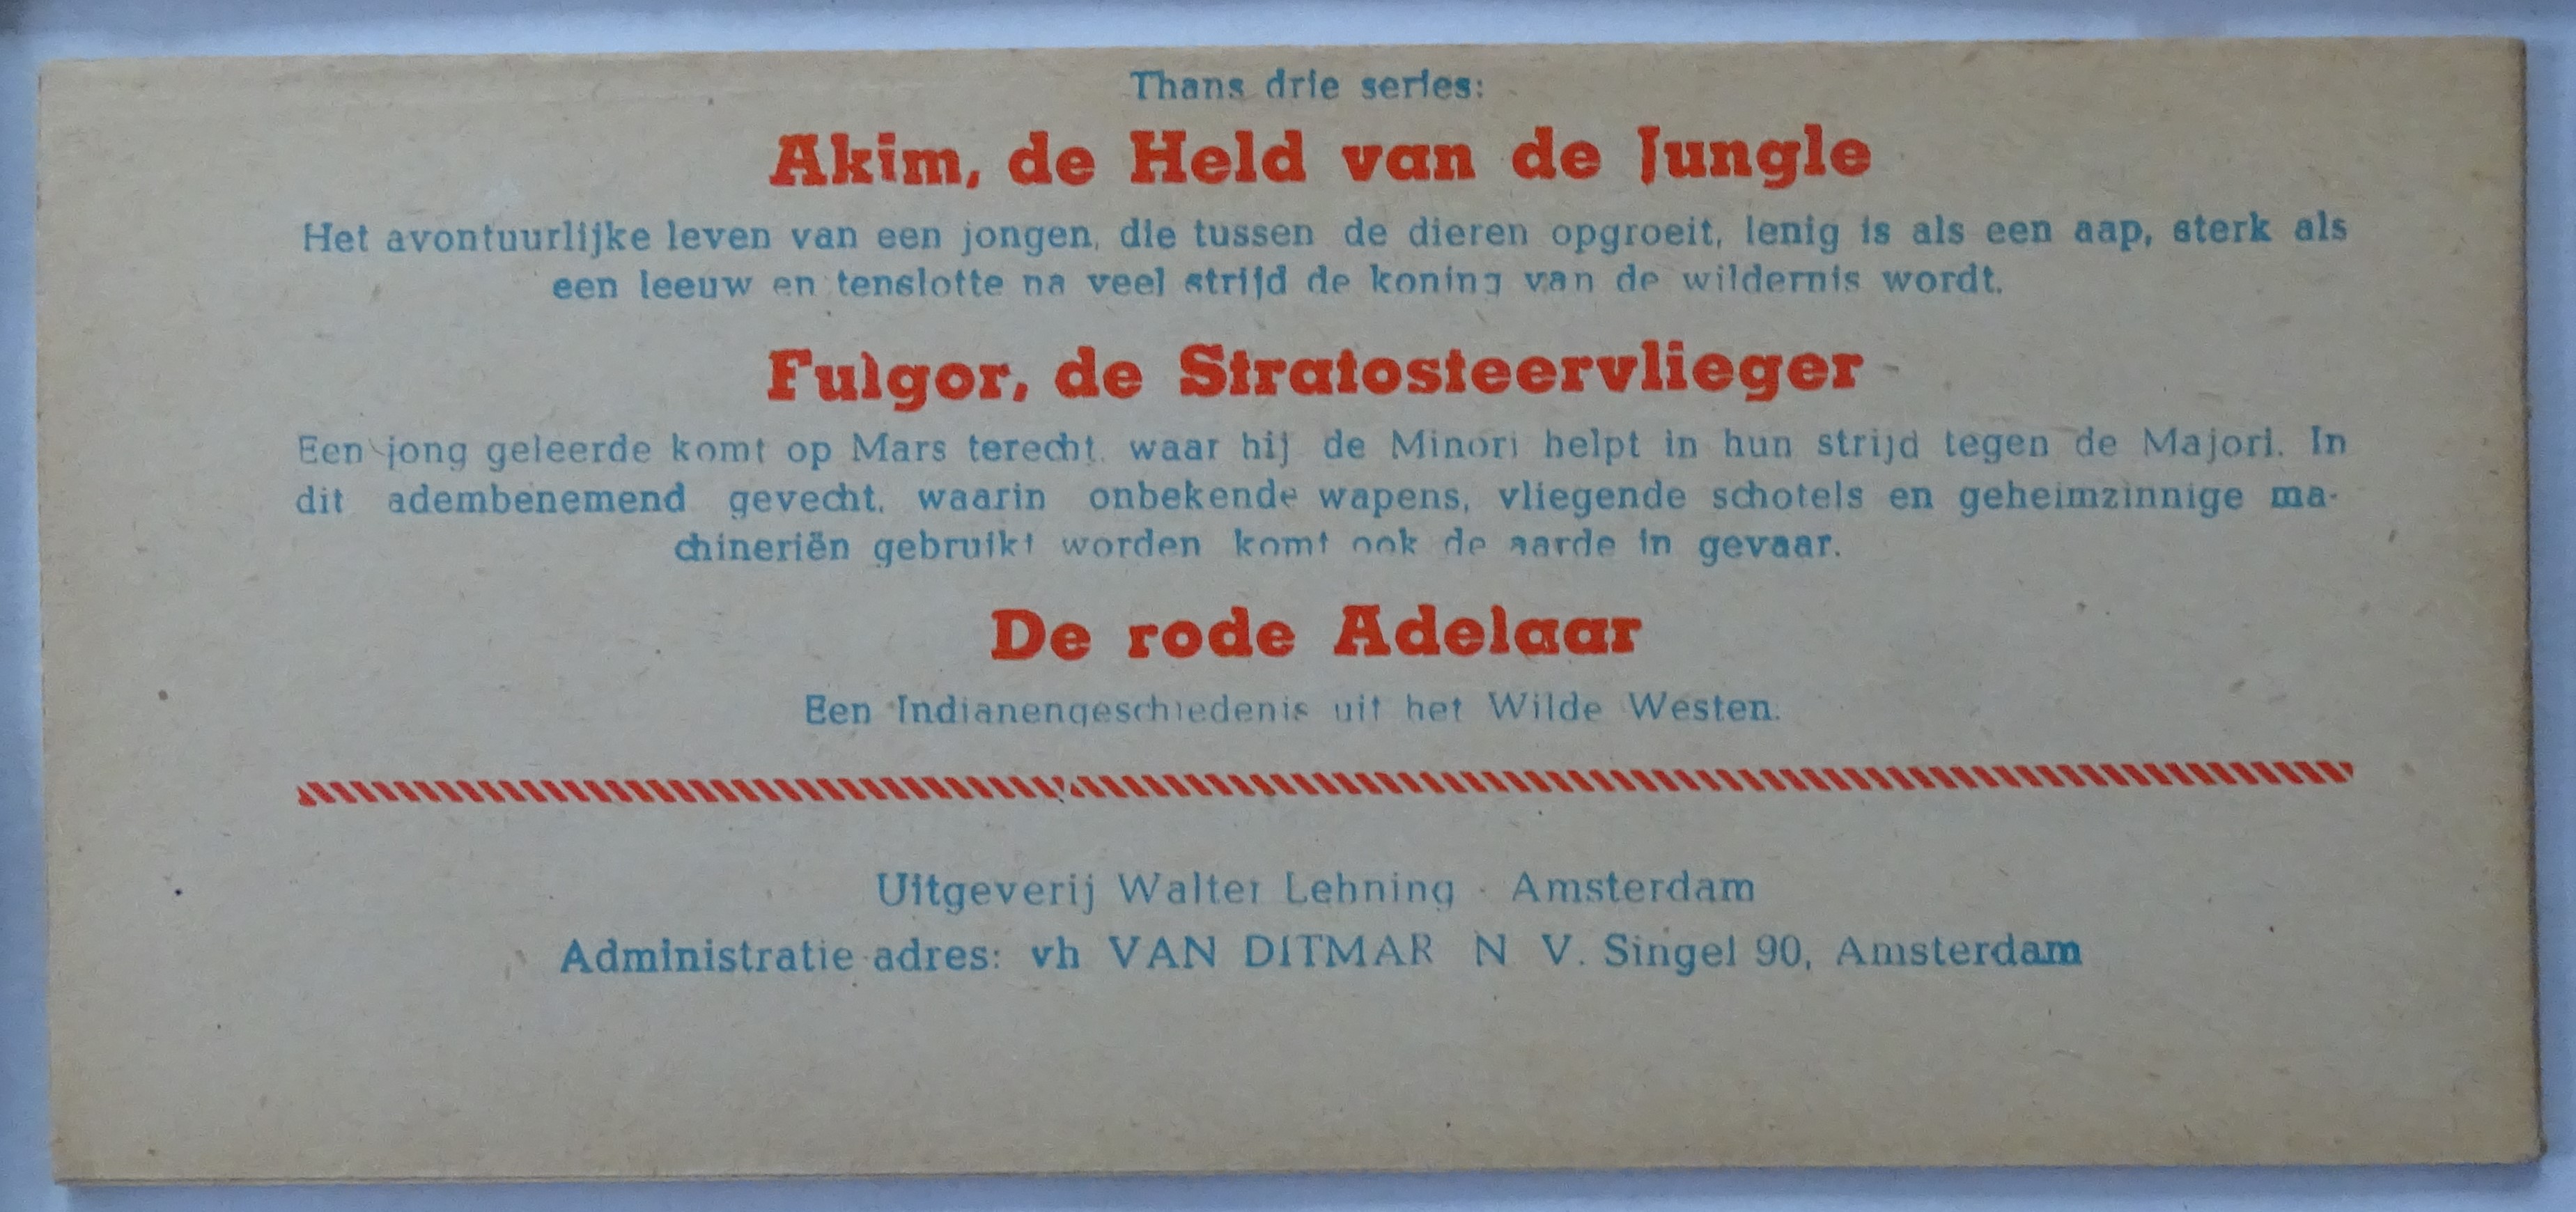 Thans drie series:
Akim, de Held van de Jungle
Het avontuurlijke leven van een jongen, die tussen de dieren opgroeit, lenig is als een aap, sterk als
een leeuw en tenslotte na veel strijd de koning van de wildernis wordt.
Fulgor, de Stratosfeervlieger
Een jong geleerde komt op Mars terecht, waar hij de Minori helpt in hun strijd tegen de Majori. In
dit adembenemend gevecht, waarin onbekende wapens, vliegende schotels en geheimzinnige ma-
chineriën gebruikt worden komt ook de aarde in gevaar.
De rode Adelaar
Een Indianengeschiedenis uit het Wilde Westen.
Uitgeverij Walter Lehning - Amsterdam
Administratie-adres: vh VAN DITMAR N V. Singel 90, Amsterdam